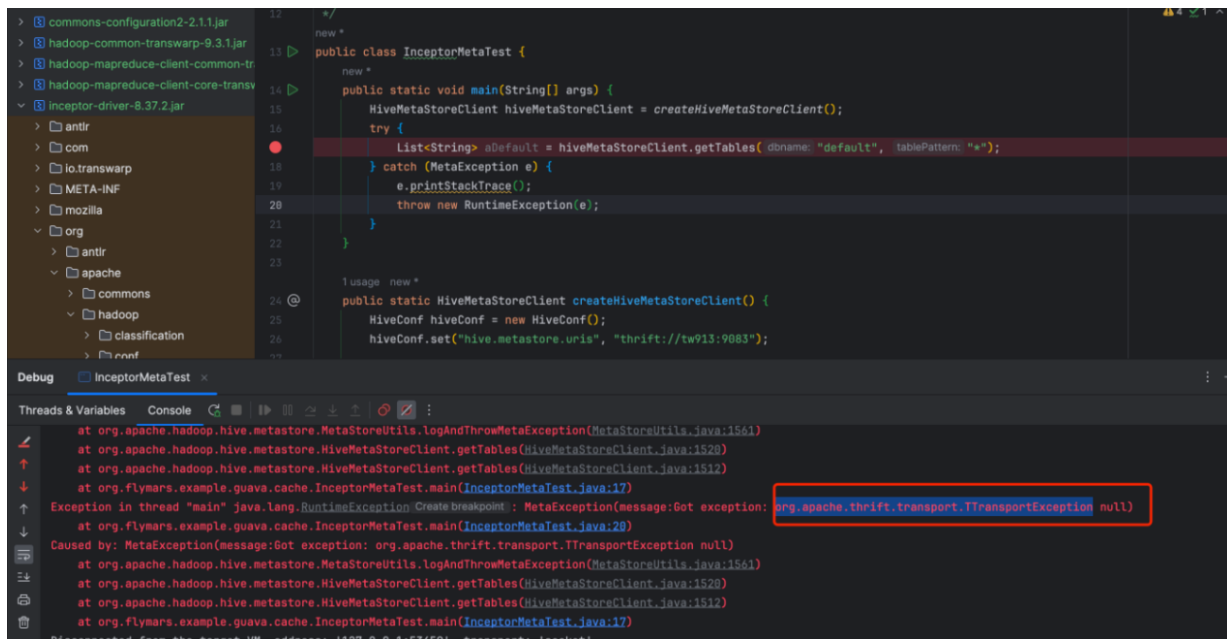 commons-configuration2-2.1.1.jar
hadoop-common-transwarp-9.3.1.jar
hadoop-mapreduce-client-common-tr
hadoop-mapreduce-client-core-transw
inceptor-driver-8.37.2.jar
antlr
com
io.transwarp
META-INF
mozilla
org
antlr
apache
commons
hadoop
classification
conf
12 */
new *
13 public class InceptorMetaTest {
new *
14 public static void main(String[] args) {
15 HiveMetaStoreClient hiveMetaStoreClient = createHiveMetaStoreClient();
16 try {
List<String> aDefault = hiveMetaStoreClient.getTables( dbname: "default", tablePattern: "*");
18 } catch (MetaException e) {
19 e.printStackTrace();
20 throw new RuntimeException(e);
21 }
22 }
23
1 usage new *
24 @ public static HiveMetaStoreClient createHiveMetaStoreClient() {
25 HiveConf hiveConf = new HiveConf();
26 hiveConf.set("hive.metastore.uris", "thrift://tw913:9083");
4 1
Debug InceptorMetaTest ×
Threads & Variables Console
at org.apache.hadoop.hive.metastore.MetaStoreUtils.logAndThrowMetaException(MetaStoreUtils.java:1561)
at org.apache.hadoop.hive.metastore.HiveMetaStoreClient.getTables(HiveMetaStoreClient.java:1520)
at org.apache.hadoop.hive.metastore.HiveMetaStoreClient.getTables(HiveMetaStoreClient.java:1512)
at org.flymars.example.guava.cache.InceptorMetaTest.main(InceptorMetaTest.java:17)
Exception in thread "main" java.lang.RuntimeException Create breakpoint : MetaException(message:Got exception: org.apache.thrift.transport.TTransportException null)
at org.flymars.example.guava.cache.InceptorMetaTest.main(InceptorMetaTest.java:20)
Caused by: MetaException(message:Got exception: org.apache.thrift.transport.TTransportException null)
at org.apache.hadoop.hive.metastore.MetaStoreUtils.logAndThrowMetaException(MetaStoreUtils.java:1561)
at org.apache.hadoop.hive.metastore.HiveMetaStoreClient.getTables(HiveMetaStoreClient.java:1520)
at org.apache.hadoop.hive.metastore.HiveMetaStoreClient.getTables(HiveMetaStoreClient.java:1512)
at org.flymars.example.guava.cache.InceptorMetaTest.main(InceptorMetaTest.java:17)